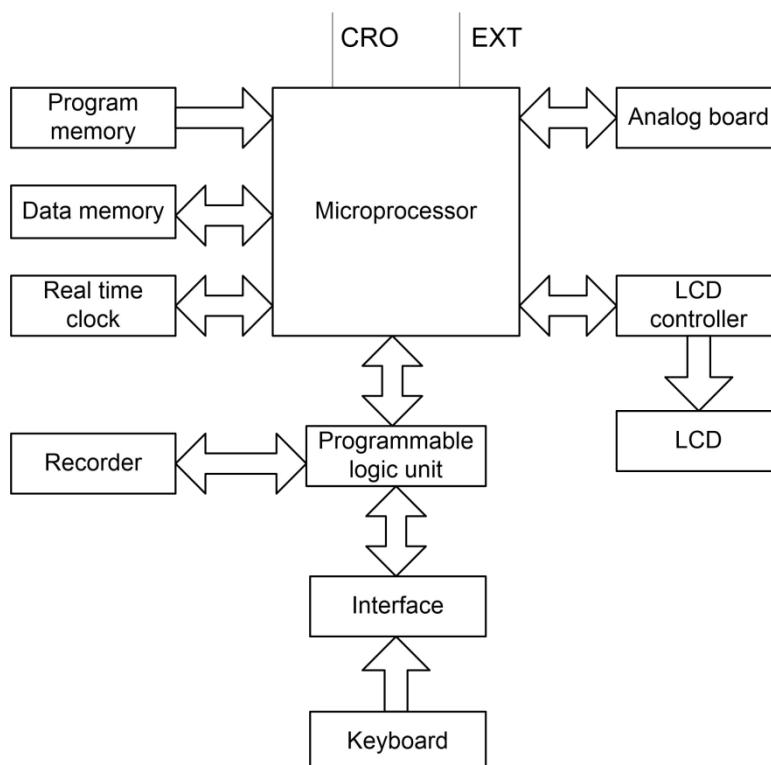 CRO
EXT
Program
memory
Analog board
Data memory
Microprocessor
Real time
clock
LCD
controller
Recorder
Programmable
logic unit
LCD
Interface
Keyboard